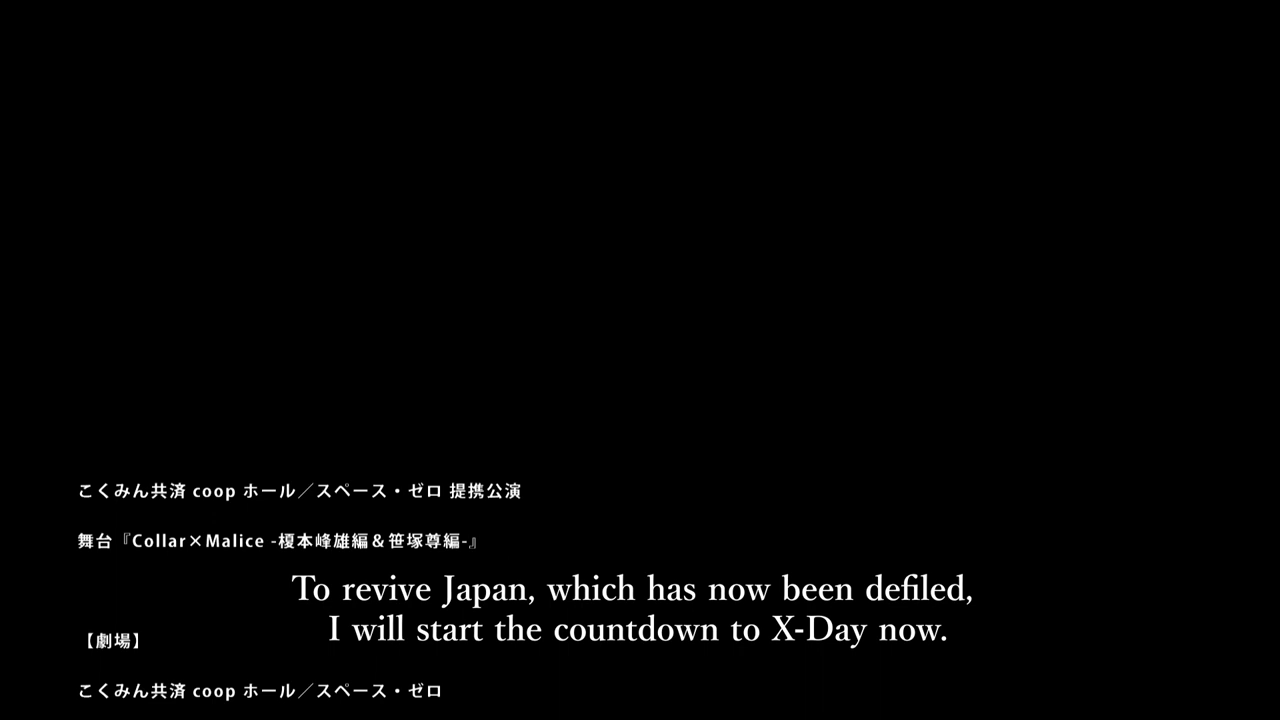 こくみん共済 coop ホール／スペース・ゼロ 提携公演
舞台『Collar×Malice -榎本峰雄編＆笹塚尊編-』
To revive Japan, which has now been defiled,
I will start the countdown to X-Day now.
【劇場】
こくみん共済 coop ホール／スペース・ゼロ